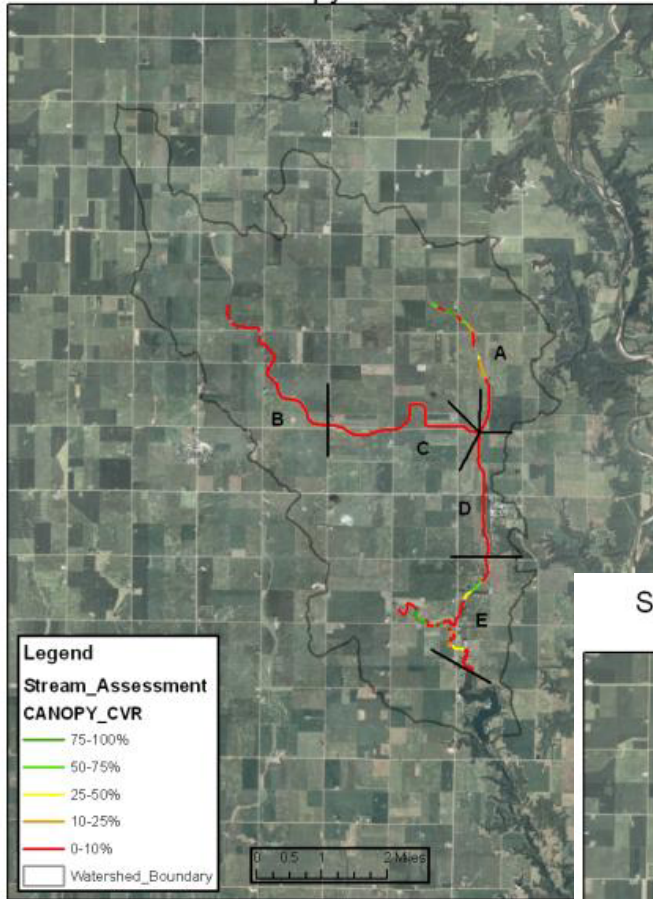 A
B
C
D
E
S
Legend
Stream_Assessment
CANOPY_CVR
75-100%
50-75%
25-50%
10-25%
0-10%
Watershed_Boundary
0 0.5 1 2 Miles